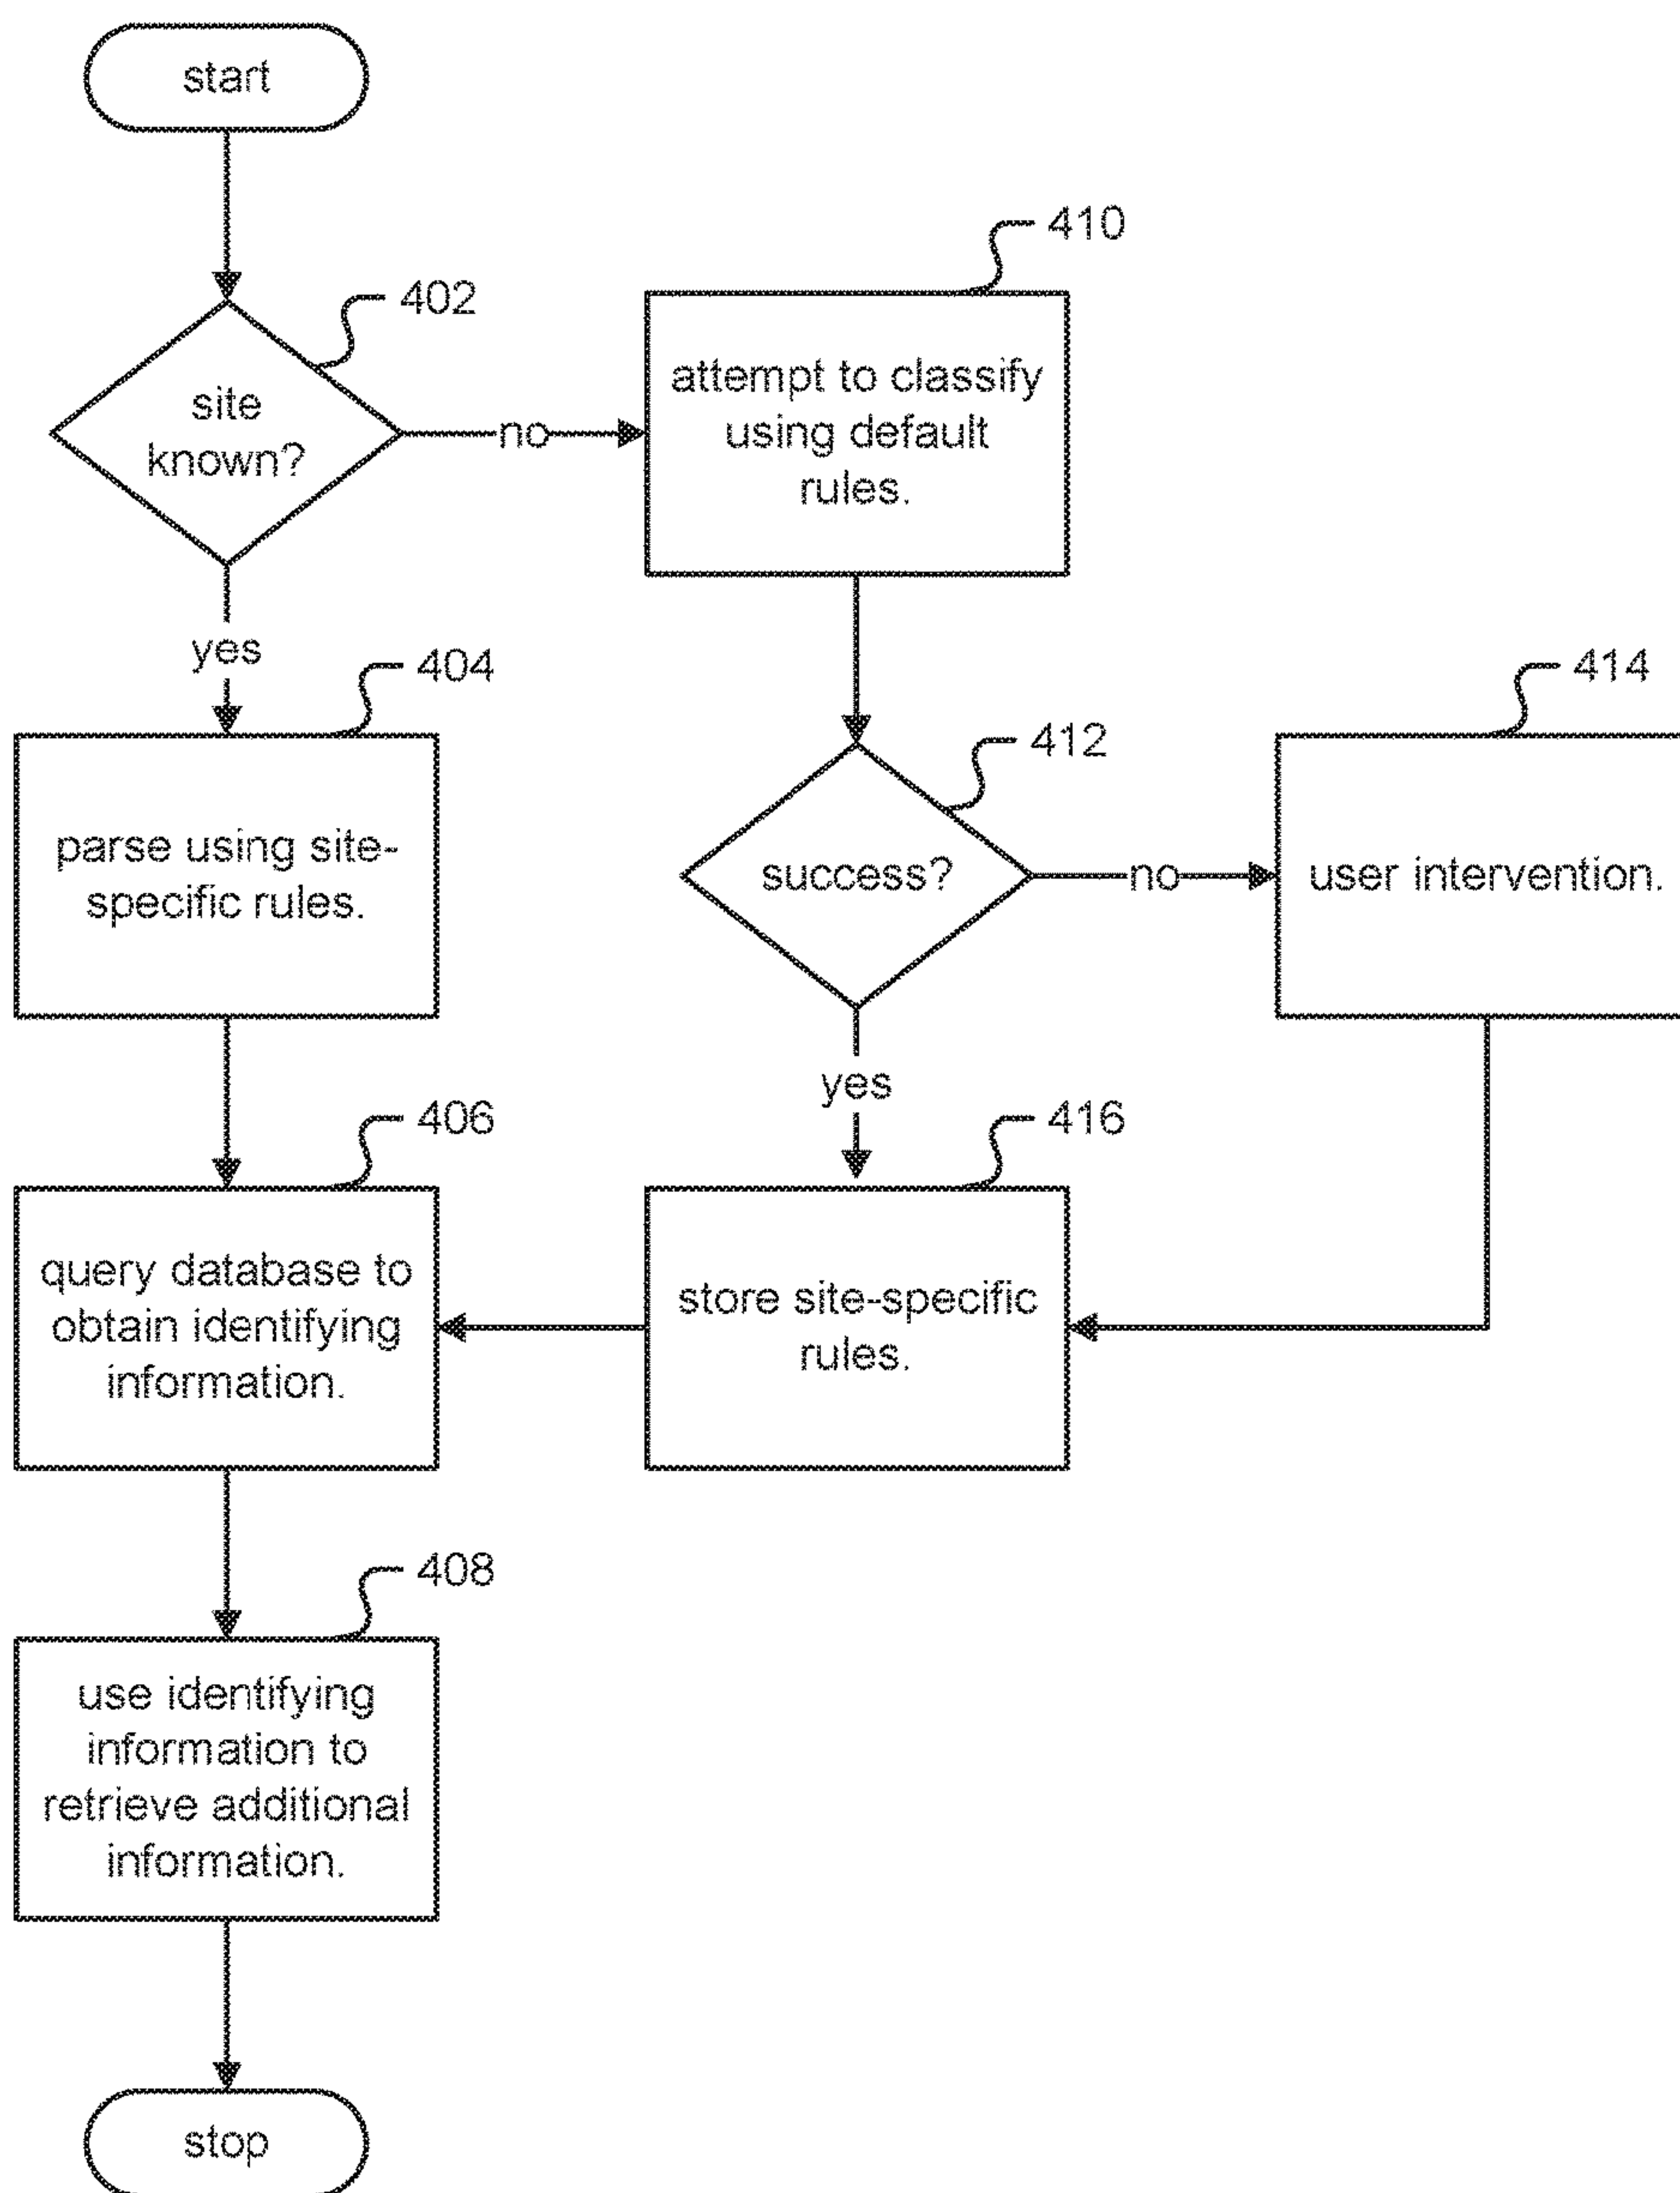 start
402
site
known?
no
410
attempt to classify
using default
rules.
yes
404
parse using site-
specific rules.
412
success?
no
414
user intervention.
yes
406
query database to
obtain identifying
information.
416
store site-specific
rules.
408
use identifying
information to
retrieve additional
information.
stop